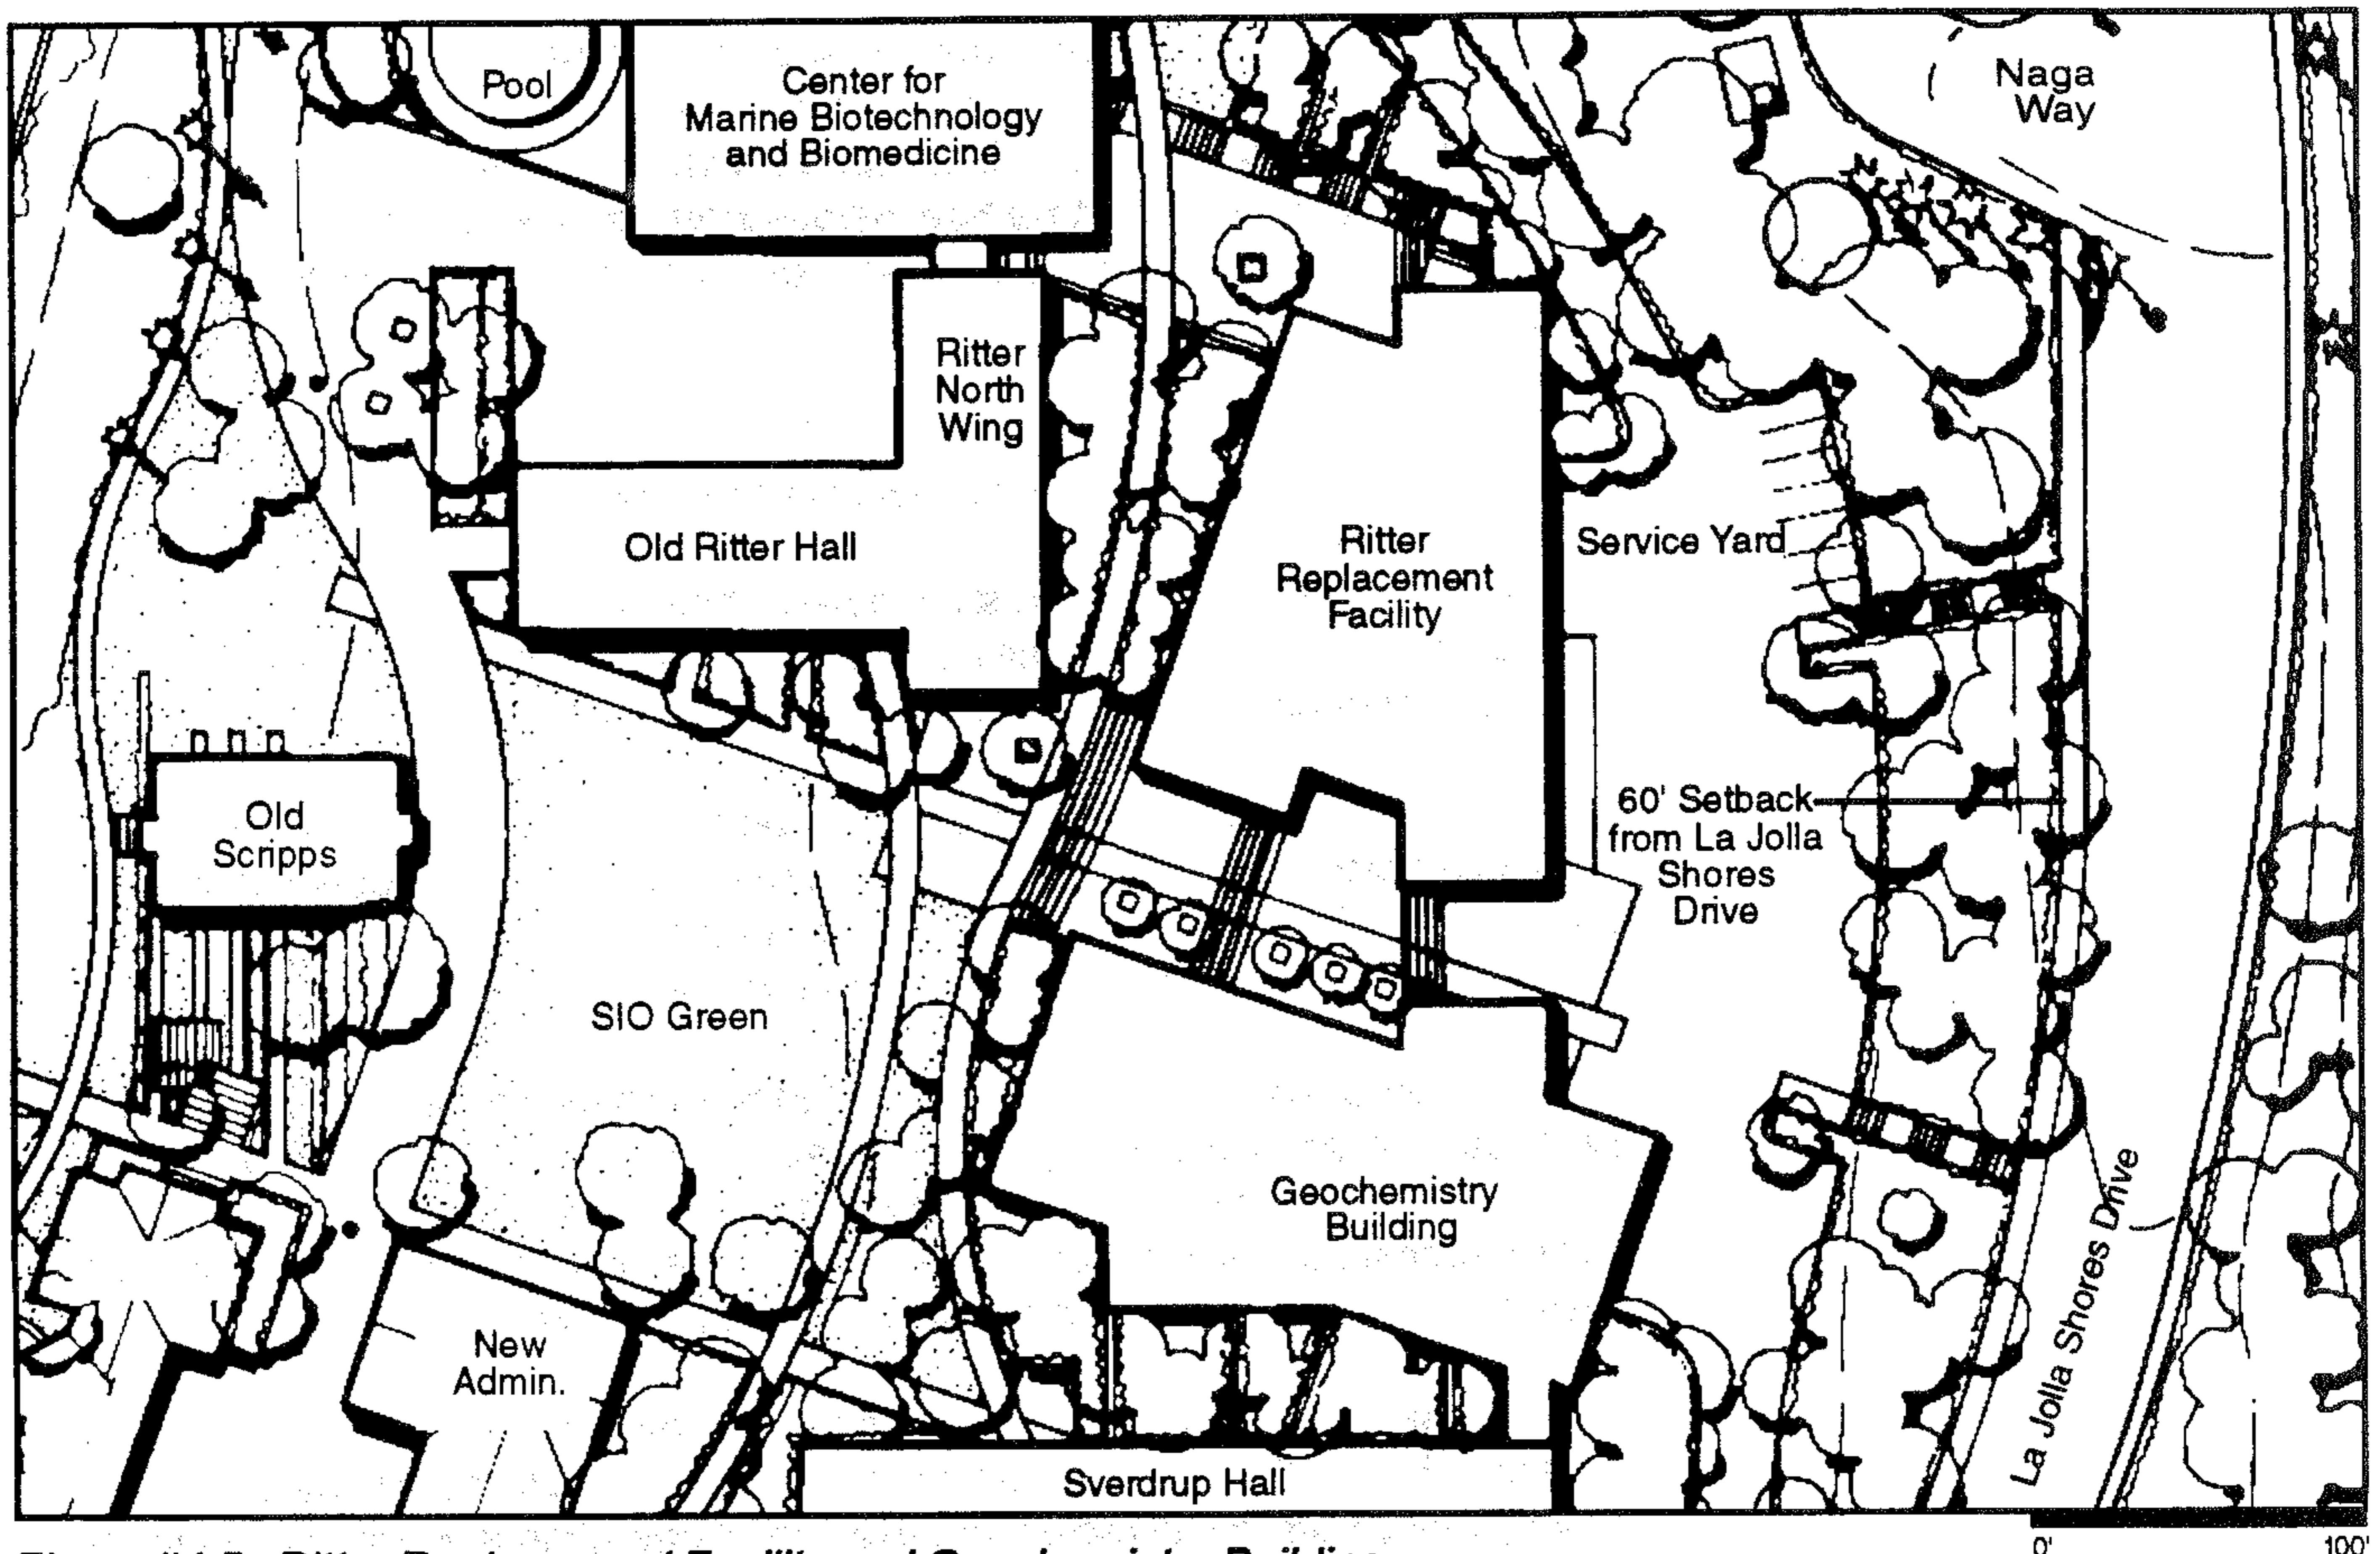 Pool
Center for
Marine Biotechnology
and Biomedicine
Naga
Way
Ritter
North
Wing
Old Ritter Hall
Ritter
Replacement
Facility
Service Yard
Old
Scripps
60' Setback
from La Jolla
Shores
Drive
SIO Green
Geochemistry
Building
La Jolla Shores Drive
New
Admin.
Sverdrup Hall
0' 100'